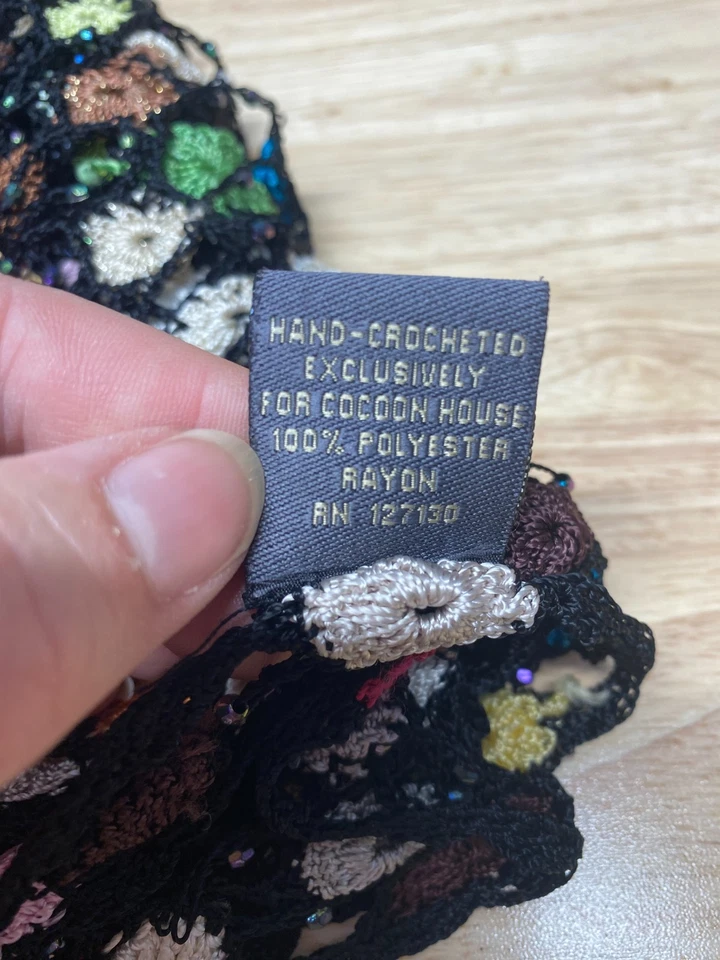 HAND-CROCHETED
EXCLUSIVELY
FOR COCOON HOUSE
100% POLYESTER
RAYON
RN 127130